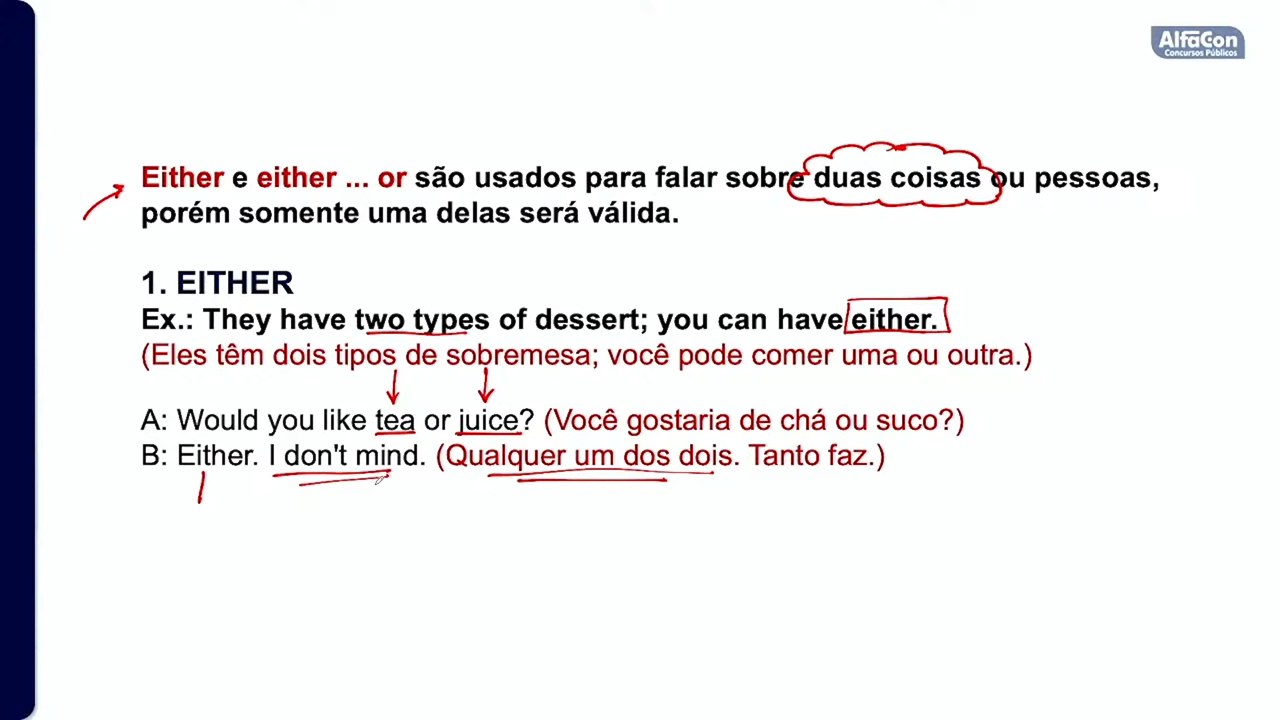 AlfaCon
Concursos Públicos
Either e either ... or são usados para falar sobre duas coisas ou pessoas,
porém somente uma delas será válida.
1. EITHER
Ex.: They have two types of dessert; you can have either.
(Eles têm dois tipos de sobremesa; você pode comer uma ou outra.)
A: Would you like tea or juice? (Você gostaria de chá ou suco?)
B: Either. I don't mind. (Qualquer um dos dois. Tanto faz.)